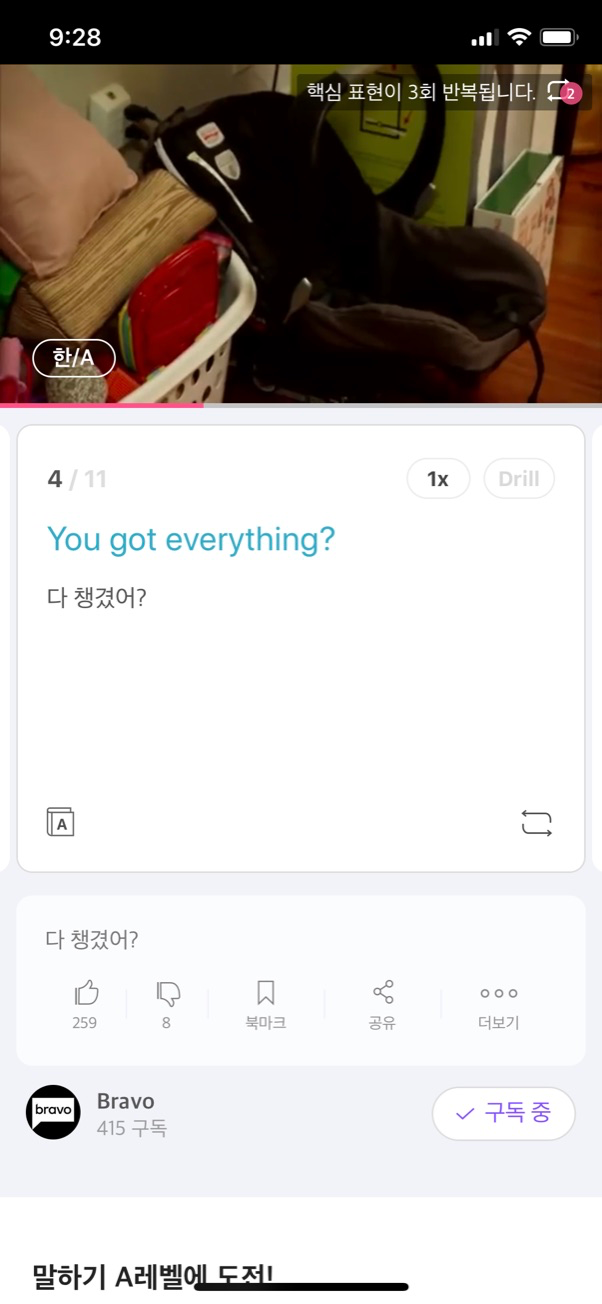 9:28
핵심 표현이 3회 반복됩니다. 2
한/A
4 / 11 1x Drill
You got everything?
다 챙겼어?
A
다 챙겼어?
259 8 북마크 공유 더보기
bravo Bravo
415 구독
구독 중
말하기 A레벨에 도전!